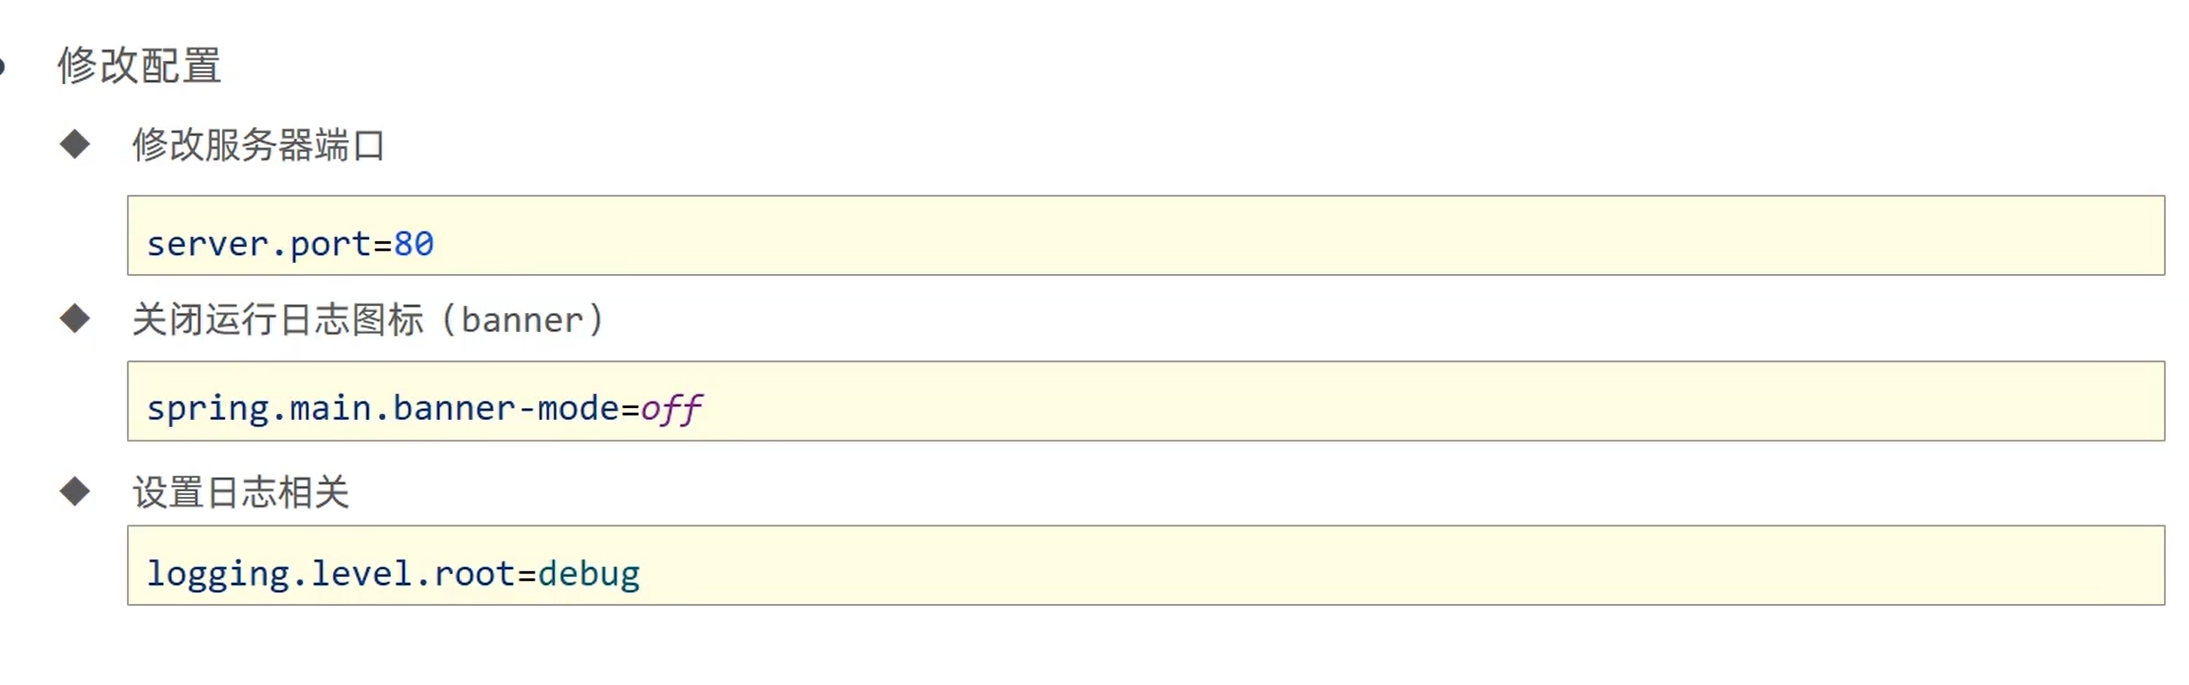 修改配置
修改服务器端口
server.port=80
关闭运行日志图标（banner）
spring.main.banner-mode=off
设置日志相关
logging.level.root=debug